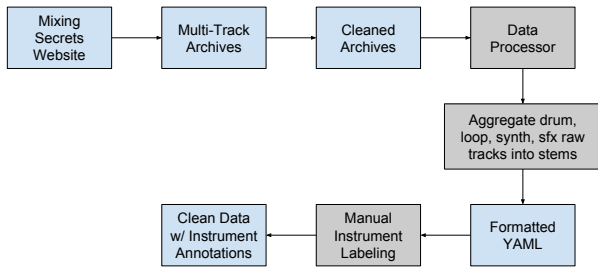 Mixing
Secrets
Website
Multi-Track
Archives
Cleaned
Archives
Data
Processor
Aggregate drum,
loop, synth, sfx raw
tracks into stems
Formatted
YAML
Manual
Instrument
Labeling
Clean Data
w/ Instrument
Annotations